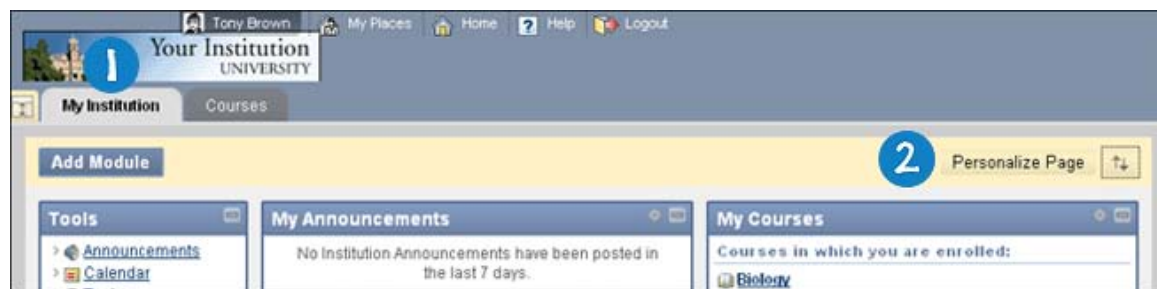 Tony Brown My Places Home ? Help Logout
Your Institution
UNIVERSITY
1
My Institution Courses
Add Module
2 Personalize Page
Tools
My Announcements
My Courses
Announcements
Calendar
No Institution Announcements have been posted in
the last 7 days.
Courses in which you are enrolled:
Biology